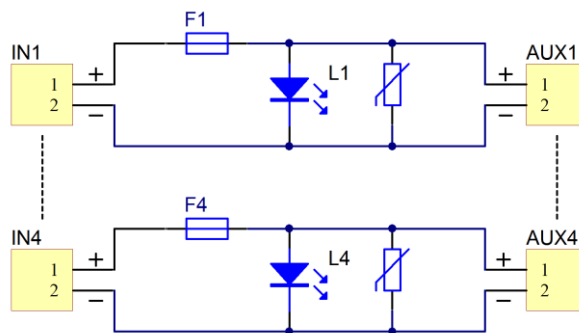 F1
IN1 AUX1
+ L1 +
1 1
2 2
− −
F4
IN4 AUX4
+ L4 +
1 1
2 2
− −